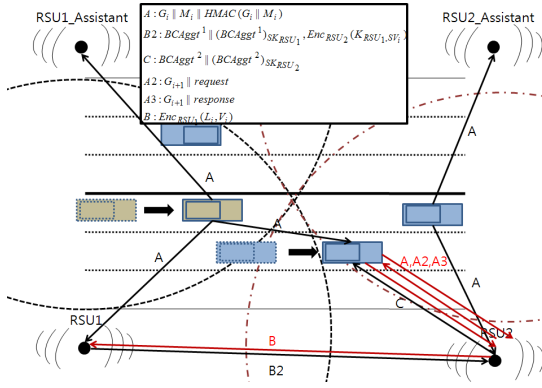 RSU1_Assistant
RSU2_Assistant
A : G_i ‖ M_i ‖ HMAC (G_i ‖ M_i)
B2 : BCAggt^1 ‖ (BCAggt^1)_{SK_{RSU_1}} , Enc_{RSU_2} (K_{RSU_1,SV_i})
C : BCAggt^2 ‖ (BCAggt^2)_{SK_{RSU_2}}
A2 : G_{i+1} ‖ request
A3 : G_{i+1} ‖ response
B : Enc_{RSU_1} (L_i, V_i)
A
A
A
A
A,A2,A3
A
C
RSU1
RSU2
B
B2